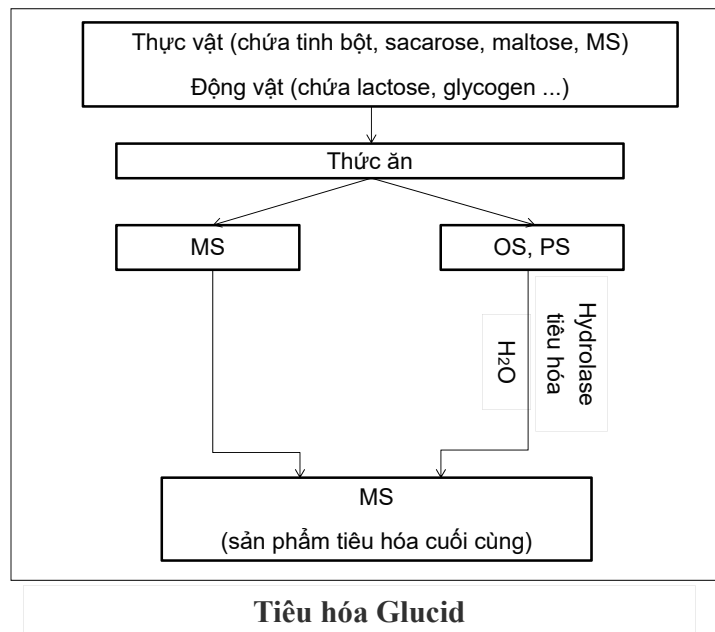 Thực vật (chứa tinh bột, sacarose, maltose, MS)
Động vật (chứa lactose, glycogen ...)
Thức ăn
MS
OS, PS
H₂O
Hydrolase
tiêu hóa
MS
(sản phẩm tiêu hóa cuối cùng)
Tiêu hóa Glucid